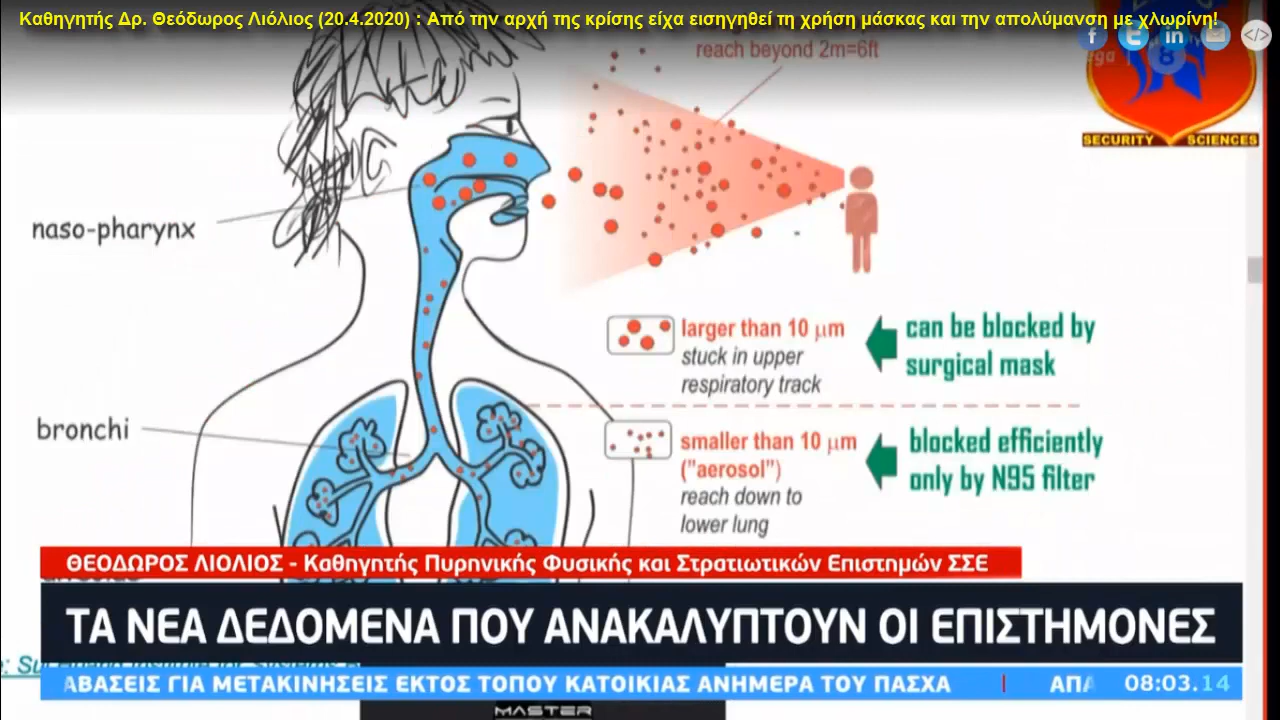 Καθηγητής Δρ. Θεόδωρος Λιόλιος (20.4.2020) : Από την αρχή της κρίσης είχα εισηγηθεί τη χρήση μάσκας και την απολύμανση με χλωρίνη!
reach beyond 2m=6ft
SECURITY SCIENCES
naso-pharynx
larger than 10 μm
stuck in upper
respiratory track
can be blocked by
surgical mask
bronchi
smaller than 10 μm
("aerosol")
reach down to
lower lung
blocked efficiently
only by N95 filter
ΘΕΟΔΩΡΟΣ ΛΙΟΛΙΟΣ - Καθηγητής Πυρηνικής Φυσικής και Στρατιωτικών Επιστημών ΣΣΕ
ΤΑ ΝΕΑ ΔΕΔΟΜΕΝΑ ΠΟΥ ΑΝΑΚΑΛΥΠΤΟΥΝ ΟΙ ΕΠΙΣΤΗΜΟΝΕΣ
ΑΒΑΣΕΙΣ ΓΙΑ ΜΕΤΑΚΙΝΗΣΕΙΣ ΕΚΤΟΣ ΤΟΠΟΥ ΚΑΤΟΙΚΙΑΣ ΑΝΗΜΕΡΑ ΤΟΥ ΠΑΣΧΑ | ΑΠΑ 08:03.14
MASTER